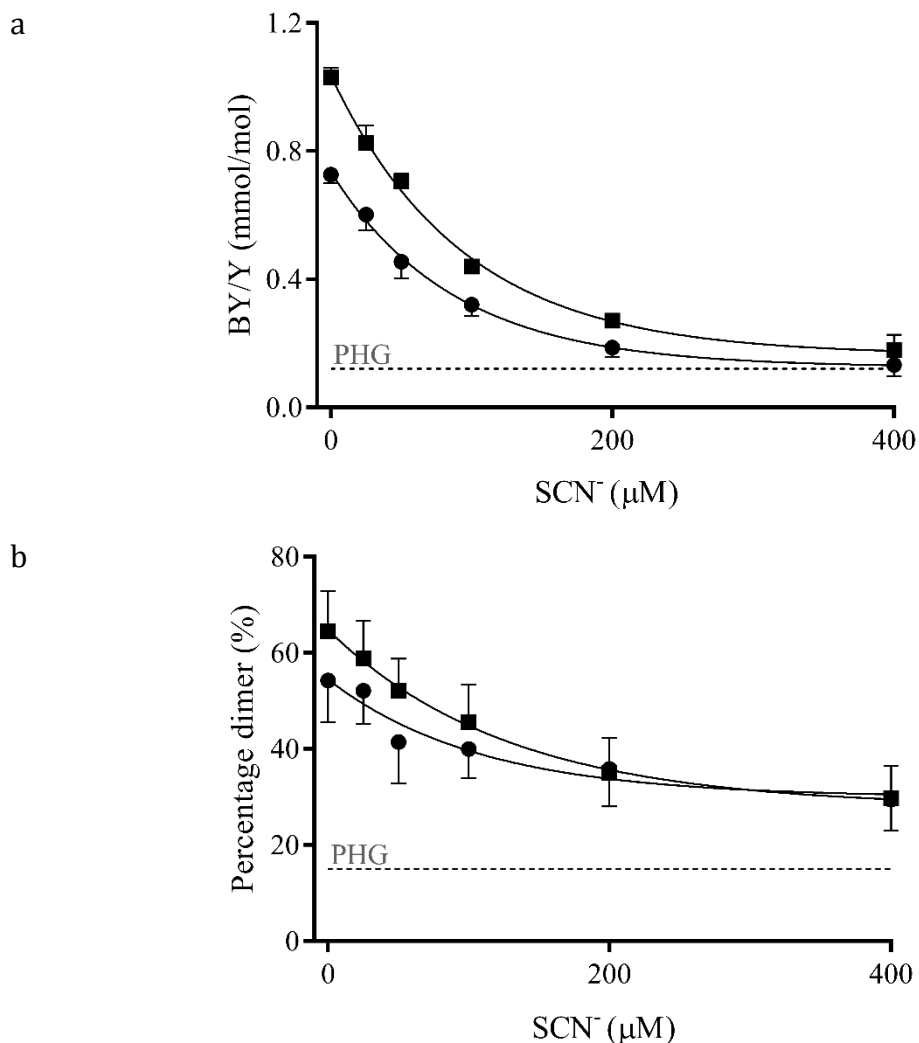 a
1.2
0.8
0.4
0.0
BY/Y (mmol/mol)
PHG
0
200
400
SCN⁻ (μM)
b
80
60
40
20
0
Percentage dimer (%)
PHG
0
200
400
SCN⁻ (μM)